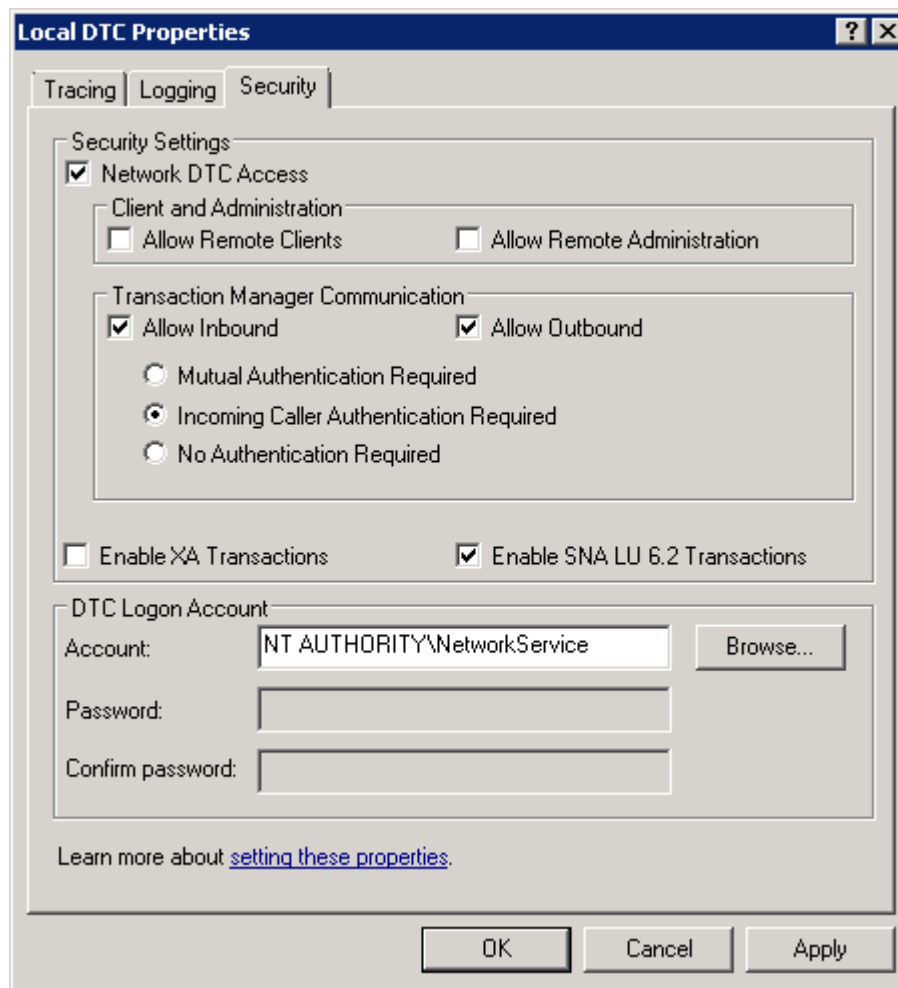 Local DTC Properties
Tracing Logging Security
Security Settings
Network DTC Access
Client and Administration
Allow Remote Clients Allow Remote Administration
Transaction Manager Communication
Allow Inbound Allow Outbound
Mutual Authentication Required
Incoming Caller Authentication Required
No Authentication Required
Enable XA Transactions Enable SNA LU 6.2 Transactions
DTC Logon Account
Account: NT AUTHORITY\NetworkService Browse...
Password:
Confirm password:
Learn more about setting these properties.
OK Cancel Apply